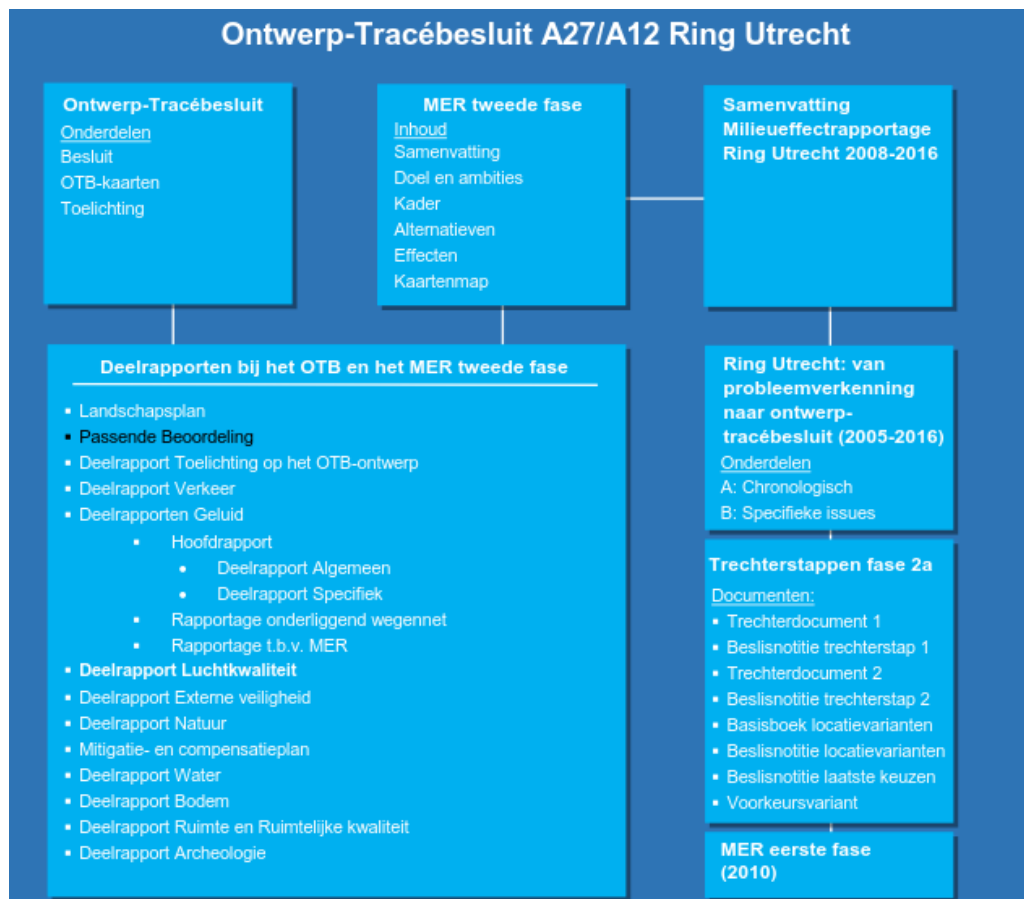 Ontwerp-Tracébesluit A27/A12 Ring Utrecht
Ontwerp-Tracébesluit
Onderdelen
Besluit
OTB-kaarten
Toelichting
MER tweede fase
Inhoud
Samenvatting
Doel en ambities
Kader
Alternatieven
Effecten
Kaartenmap
Samenvatting
Milieueffectrapportage
Ring Utrecht 2008-2016
Deelrapporten bij het OTB en het MER tweede fase
▪ Landschapsplan
▪ Passende Beoordeling
▪ Deelrapport Toelichting op het OTB-ontwerp
▪ Deelrapport Verkeer
▪ Deelrapporten Geluid
▪ Hoofdrapport
• Deelrapport Algemeen
• Deelrapport Specifiek
▪ Rapportage onderliggend wegennet
▪ Rapportage t.b.v. MER
▪ Deelrapport Luchtkwaliteit
▪ Deelrapport Externe veiligheid
▪ Deelrapport Natuur
▪ Mitigatie- en compensatieplan
▪ Deelrapport Water
▪ Deelrapport Bodem
▪ Deelrapport Ruimte en Ruimtelijke kwaliteit
▪ Deelrapport Archeologie
Ring Utrecht: van
probleemverkenning
naar ontwerp-
tracébesluit (2005-2016)
Onderdelen
A: Chronologisch
B: Specifieke issues
Trechterstappen fase 2a
Documenten:
▪ Trechterdocument 1
▪ Beslisnotitie trechterstap 1
▪ Trechterdocument 2
▪ Beslisnotitie trechterstap 2
▪ Basisboek locatievarianten
▪ Beslisnotitie locatievarianten
▪ Beslisnotitie laatste keuzen
▪ Voorkeursvariant
MER eerste fase
(2010)